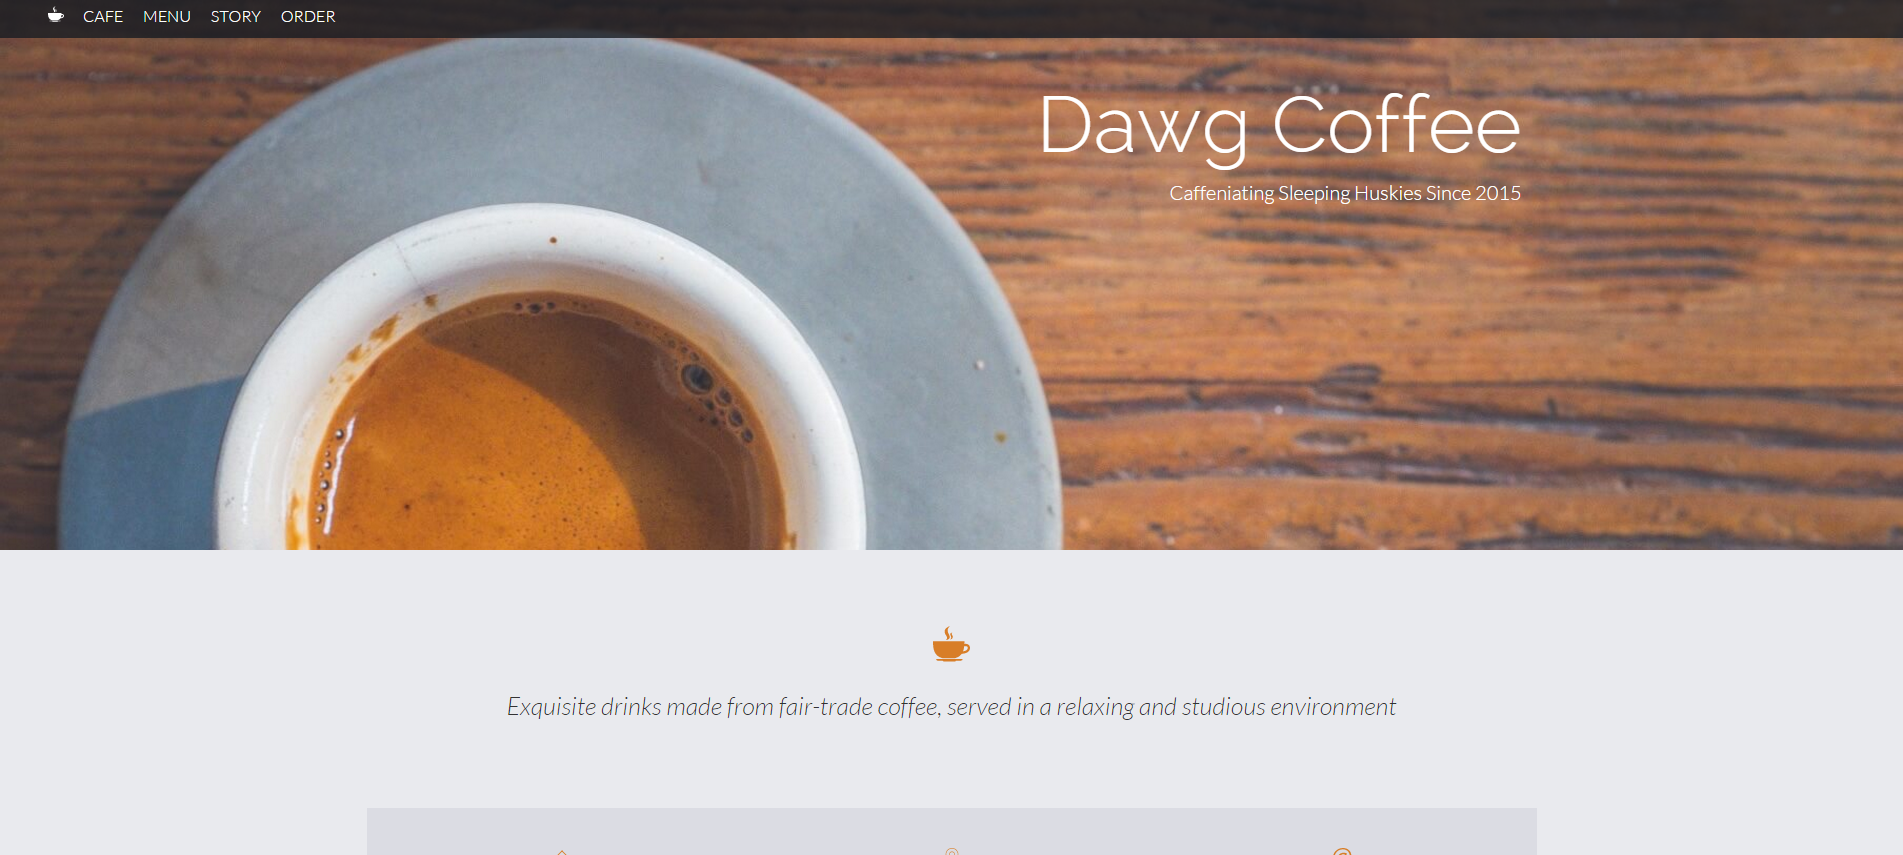 CAFE MENU STORY ORDER
Dawg Coffee
Caffeniating Sleeping Huskies Since 2015
Exquisite drinks made from fair-trade coffee, served in a relaxing and studious environment